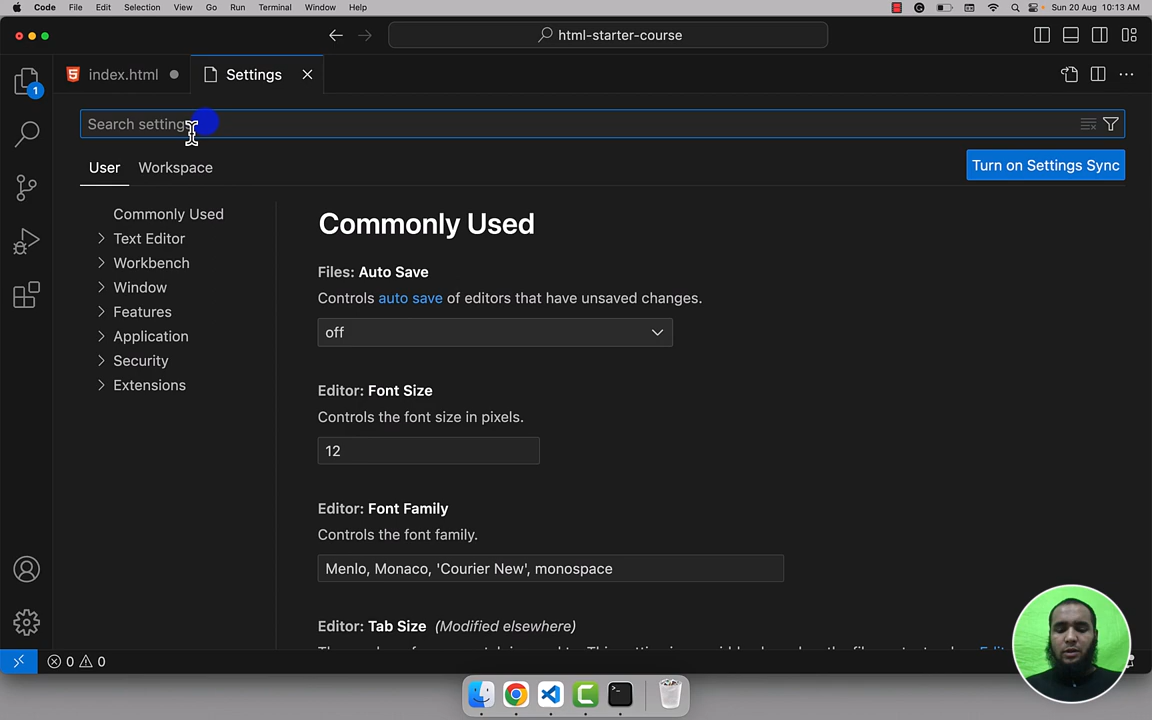 Code File Edit Selection View Go Run Terminal Window Help Sun 20 Aug 10:13 AM
html-starter-course
index.html Settings
1
Search settings
User Workspace Turn on Settings Sync
Commonly Used
Text Editor
Workbench
Window
Features
Application
Security
Extensions
Commonly Used
Files: Auto Save
Controls auto save of editors that have unsaved changes.
off
Editor: Font Size
Controls the font size in pixels.
12
Editor: Font Family
Controls the font family.
Menlo, Monaco, 'Courier New', monospace
Editor: Tab Size (Modified elsewhere)
0 0